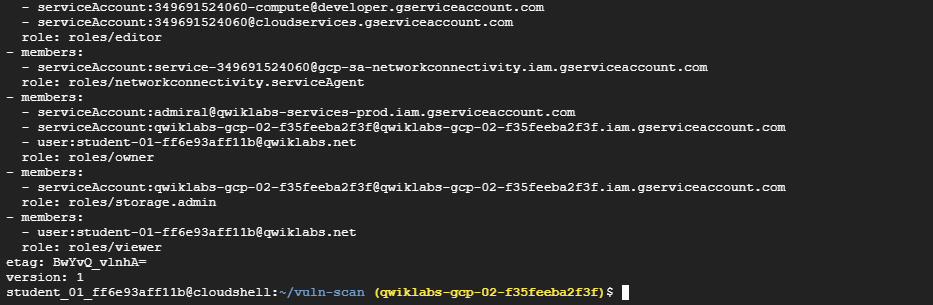 - serviceAccount:349691524060-compute@developer.gserviceaccount.com
- serviceAccount:349691524060@cloudservices.gserviceaccount.com
role: roles/editor
- members:
- serviceAccount:service-349691524060@gcp-sa-networkconnectivity.iam.gserviceaccount.com
role: roles/networkconnectivity.serviceAgent
- members:
- serviceAccount:admiral@qwiklabs-services-prod.iam.gserviceaccount.com
- serviceAccount:qwiklabs-gcp-02-f35feeba2f3f@qwiklabs-gcp-02-f35feeba2f3f.iam.gserviceaccount.com
- user:student-01-ff6e93aff11b@qwiklabs.net
role: roles/owner
- members:
- serviceAccount:qwiklabs-gcp-02-f35feeba2f3f@qwiklabs-gcp-02-f35feeba2f3f.iam.gserviceaccount.com
role: roles/storage.admin
- members:
- user:student-01-ff6e93aff11b@qwiklabs.net
role: roles/viewer
etag: BwYvQ_vlnhA=
version: 1
student_01_ff6e93aff11b@cloudshell:~/vuln-scan (qwiklabs-gcp-02-f35feeba2f3f)$